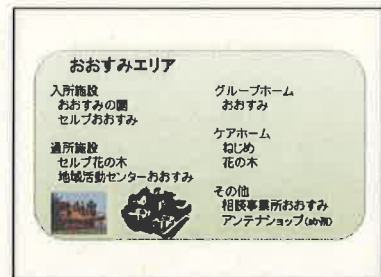 おおすみエリア
入所施設
おおすみの園
セルプおおすみ
通所施設
セルプ花の木
地域活動センターおおすみ
グループホーム
おおすみ
ケアホーム
ねじめ
花の木
その他
相談事業所おおすみ
アンテナショップ